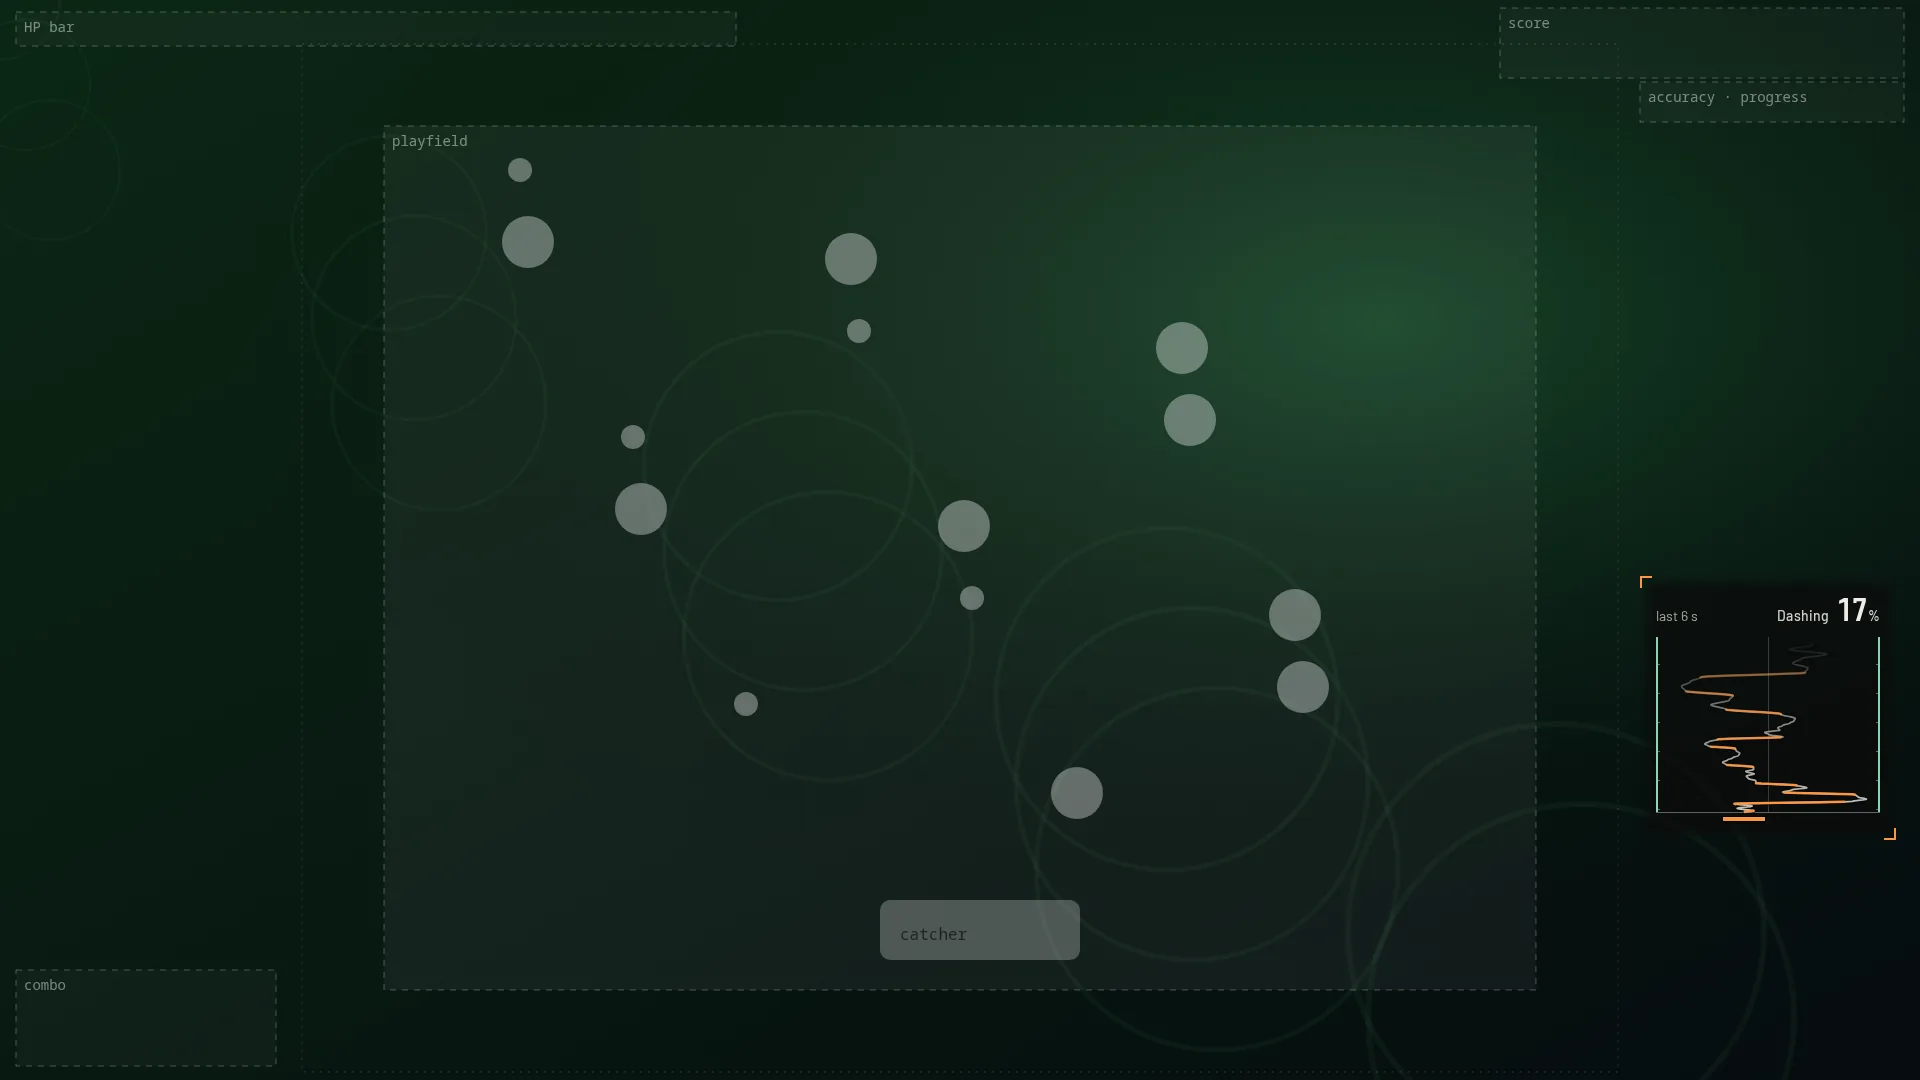 HP bar
score
accuracy · progress
playfield
last 6 s
Dashing 17%
catcher
combo